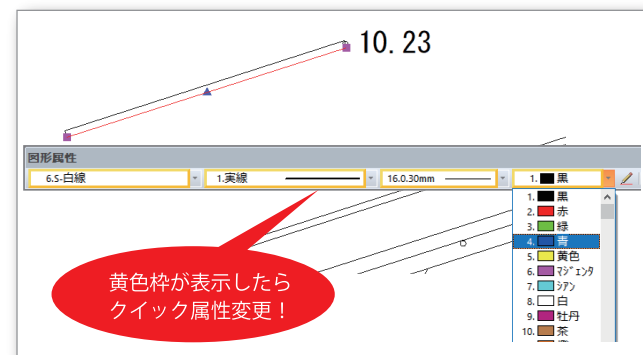 10.23
図形属性
6.S-白線 1.実線 16.0.30mm 1. 黒
1. 黒
2. 赤
3. 緑
4. 青
5. 黄色
6. ﾏｼﾞｪﾝﾀ
7. ｼｱﾝ
8. 白
9. 牡丹
10. 茶
黄色枠が表示したら
クイック属性変更！